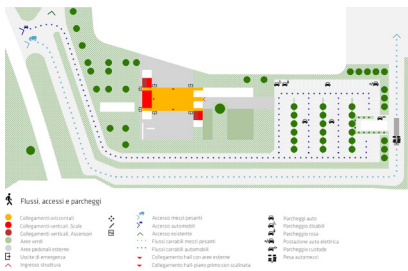 Flussi, accessi e parcheggi
Collegamenti orizzontali
Collegamenti verticali. Scale
Collegamenti verticali. Ascensori
Aree verdi
Aree pedonali esterne
Uscite di emergenza
Ingresso struttura
Accesso mezzi pesanti
Accesso automobili
Accesso esistente
Flussi carrabili mezzi pesanti
Flussi carrabili automobili
Collegamento hall con aree esterne
Collegamento hall-piano primo con scalinata
Parcheggi auto
Parcheggi disabili
Parcheggi rosa
Postazione auto elettrica
Parcheggio custode
Pesa automezzi